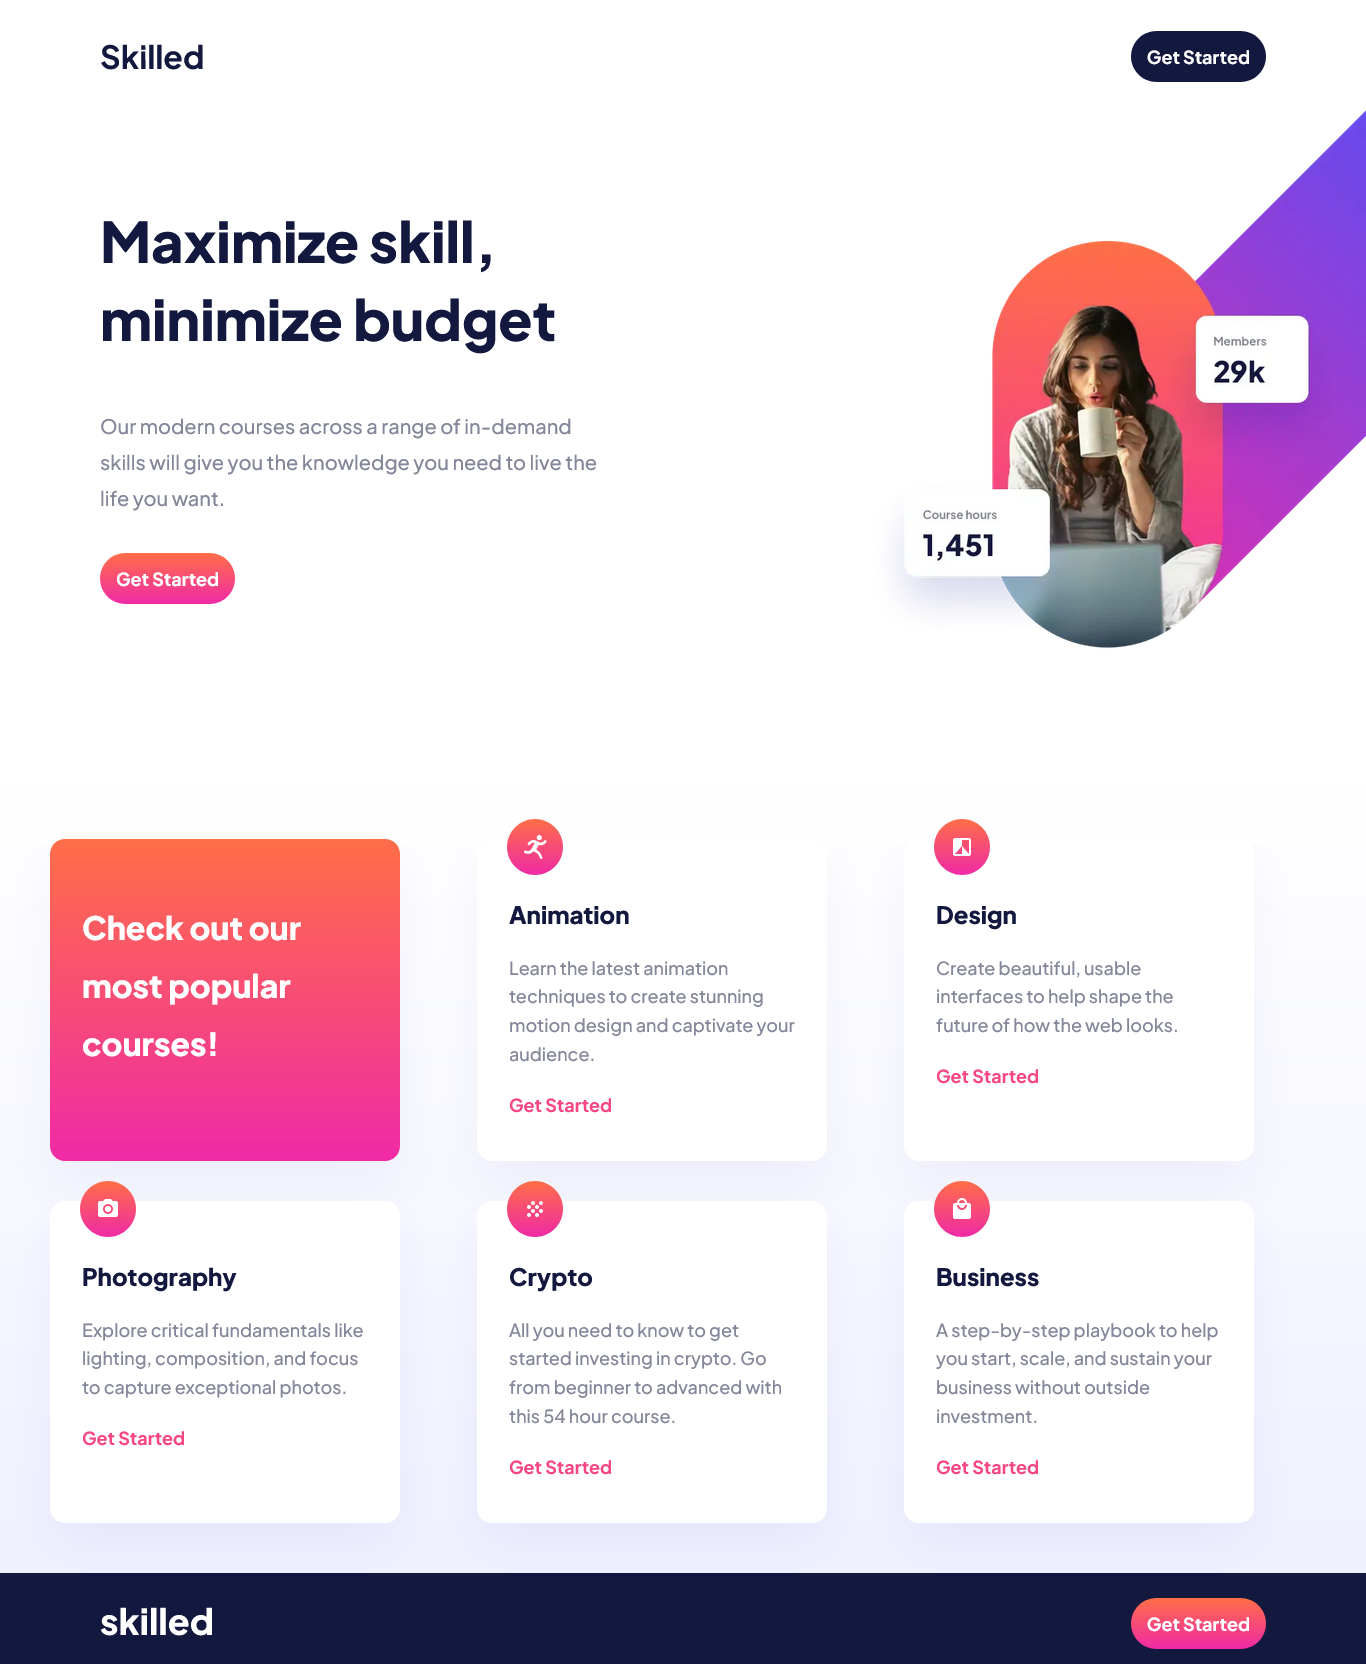 Skilled
Get Started
Maximize skill,
minimize budget
Our modern courses across a range of in-demand
skills will give you the knowledge you need to live the
life you want.
Get Started
Members
29k
Course hours
1,451
Check out our
most popular
courses!
Animation
Learn the latest animation
techniques to create stunning
motion design and captivate your
audience.
Get Started
Design
Create beautiful, usable
interfaces to help shape the
future of how the web looks.
Get Started
Photography
Explore critical fundamentals like
lighting, composition, and focus
to capture exceptional photos.
Get Started
Crypto
All you need to know to get
started investing in crypto. Go
from beginner to advanced with
this 54 hour course.
Get Started
Business
A step-by-step playbook to help
you start, scale, and sustain your
business without outside
investment.
Get Started
skilled
Get Started